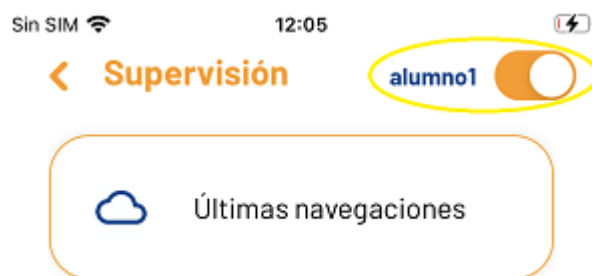 Sin SIM 12:05
Supervisión alumno1
Últimas navegaciones